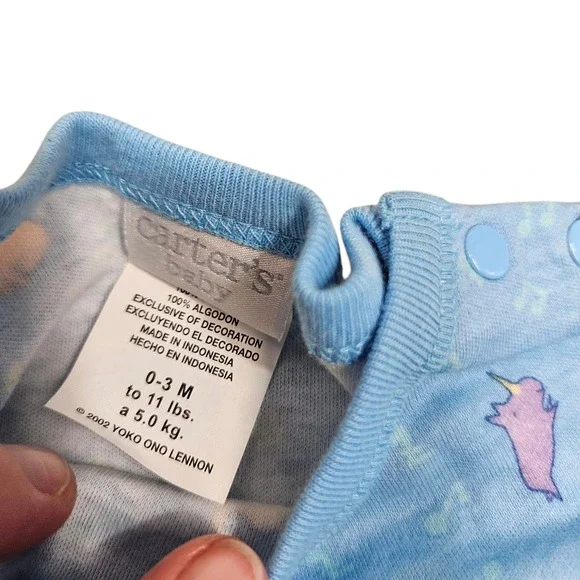 carter's
baby
100% ALGODON
EXCLUSIVE OF DECORATION
EXCLUYENDO EL DECORADO
MADE IN INDONESIA
HECHO EN INDONESIA
0-3 M
to 11 lbs.
a 5.0 kg.
© 2002 YOKO ONO LENNON